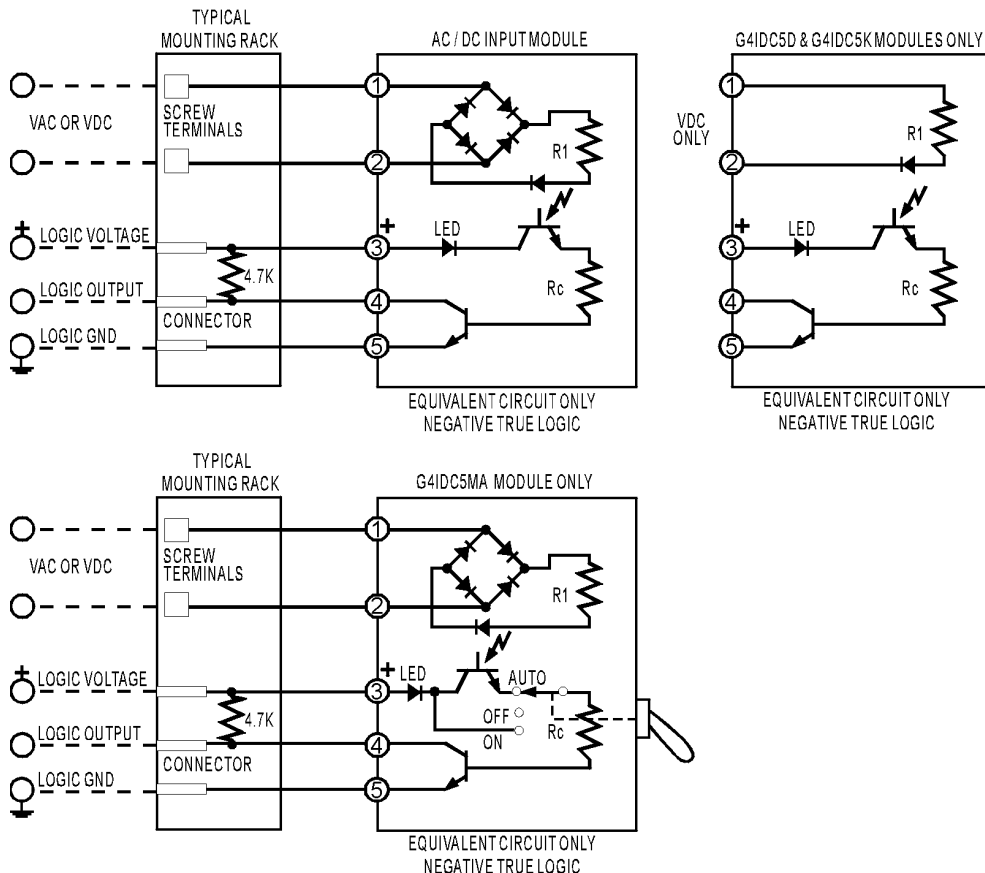 TYPICAL
MOUNTING RACK
AC / DC INPUT MODULE
G4IDC5D & G4IDC5K MODULES ONLY
VAC OR VDC
SCREW
TERMINALS
1
2
R1
VDC
ONLY
1
2
R1
+
LOGIC VOLTAGE
4.7K
3
+
LED
+
3
LED
LOGIC OUTPUT
CONNECTOR
4
Rc
4
Rc
LOGIC GND
5
5
EQUIVALENT CIRCUIT ONLY
NEGATIVE TRUE LOGIC
EQUIVALENT CIRCUIT ONLY
NEGATIVE TRUE LOGIC
TYPICAL
MOUNTING RACK
G4IDC5MA MODULE ONLY
VAC OR VDC
SCREW
TERMINALS
1
2
R1
+
LOGIC VOLTAGE
4.7K
3
+
LED
AUTO
OFF
ON
Rc
LOGIC OUTPUT
CONNECTOR
4
LOGIC GND
5
EQUIVALENT CIRCUIT ONLY
NEGATIVE TRUE LOGIC